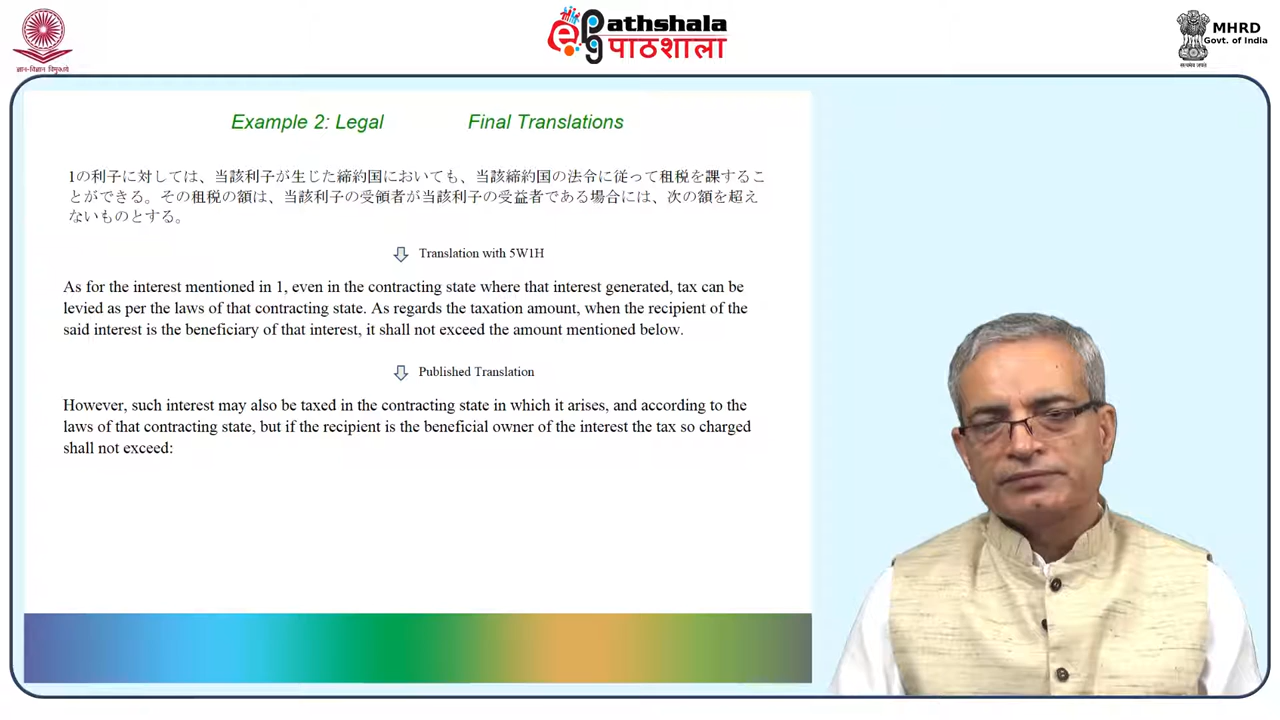 ज्ञान-विज्ञान विमुक्तये
ePathshala
पाठशाला
सत्यमेव जयते
MHRD
Govt. of India
Example 2: Legal Final Translations
1の利子に対しては、当該利子が生じた締約国においても、当該締約国の法令に従って租税を課するこ
とができる。その租税の額は、当該利子の受領者が当該利子の受益者である場合には、次の額を超え
ないものとする。
Translation with 5W1H
As for the interest mentioned in 1, even in the contracting state where that interest generated, tax can be
levied as per the laws of that contracting state. As regards the taxation amount, when the recipient of the
said interest is the beneficiary of that interest, it shall not exceed the amount mentioned below.
Published Translation
However, such interest may also be taxed in the contracting state in which it arises, and according to the
laws of that contracting state, but if the recipient is the beneficial owner of the interest the tax so charged
shall not exceed: